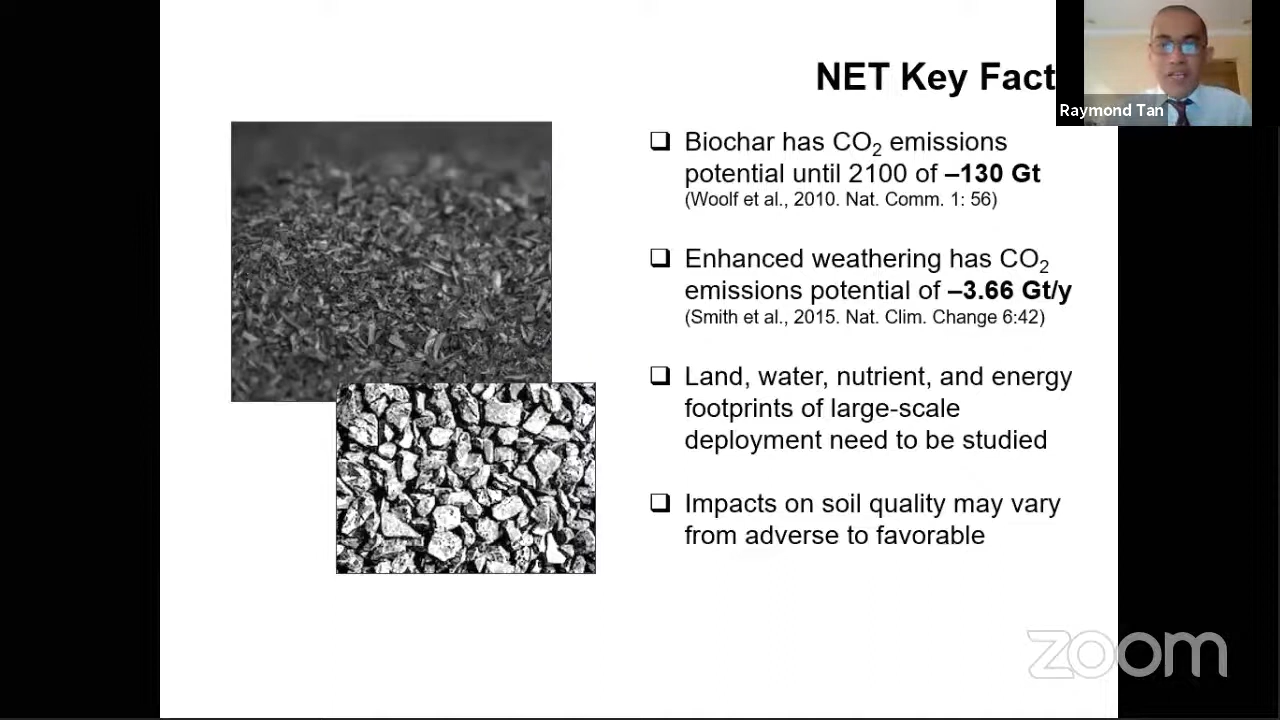 NET Key Fact
Raymond Tan
❑ Biochar has CO₂ emissions
potential until 2100 of –130 Gt
(Woolf et al., 2010. Nat. Comm. 1: 56)
❑ Enhanced weathering has CO₂
emissions potential of –3.66 Gt/y
(Smith et al., 2015. Nat. Clim. Change 6:42)
❑ Land, water, nutrient, and energy
footprints of large-scale
deployment need to be studied
❑ Impacts on soil quality may vary
from adverse to favorable
zoom